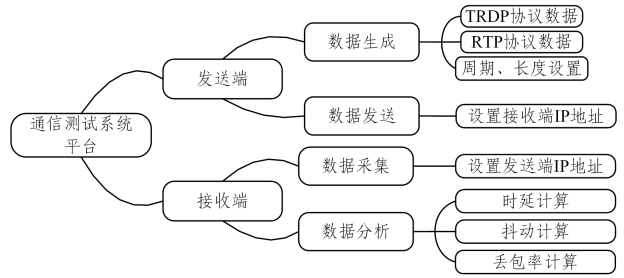 通信测试系统
平台
发送端
数据生成
TRDP协议数据
RTP协议数据
周期、长度设置
数据发送
设置接收端IP地址
接收端
数据采集
设置发送端IP地址
数据分析
时延计算
抖动计算
丢包率计算